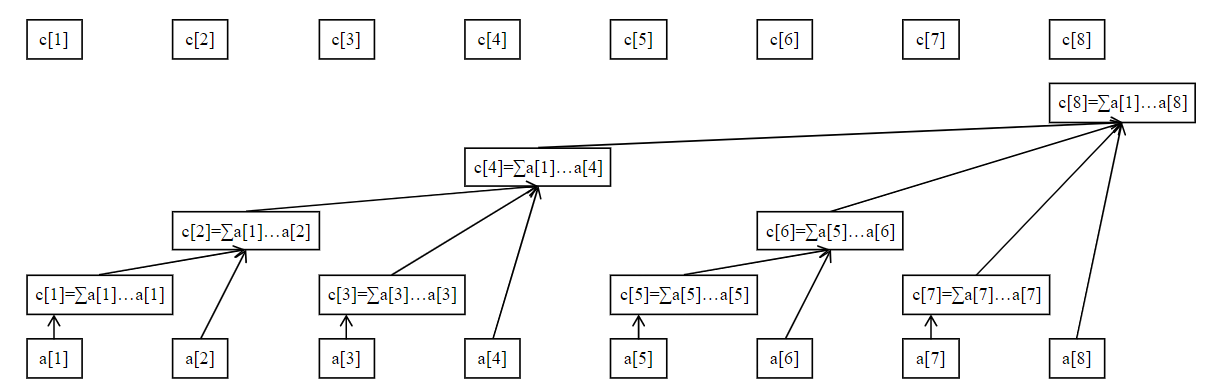 c[1] c[2] c[3] c[4] c[5] c[6] c[7] c[8]
c[8]=∑a[1]…a[8]
c[4]=∑a[1]…a[4]
c[2]=∑a[1]…a[2] c[6]=∑a[5]…a[6]
c[1]=∑a[1]…a[1] c[3]=∑a[3]…a[3] c[5]=∑a[5]…a[5] c[7]=∑a[7]…a[7]
a[1] a[2] a[3] a[4] a[5] a[6] a[7] a[8]